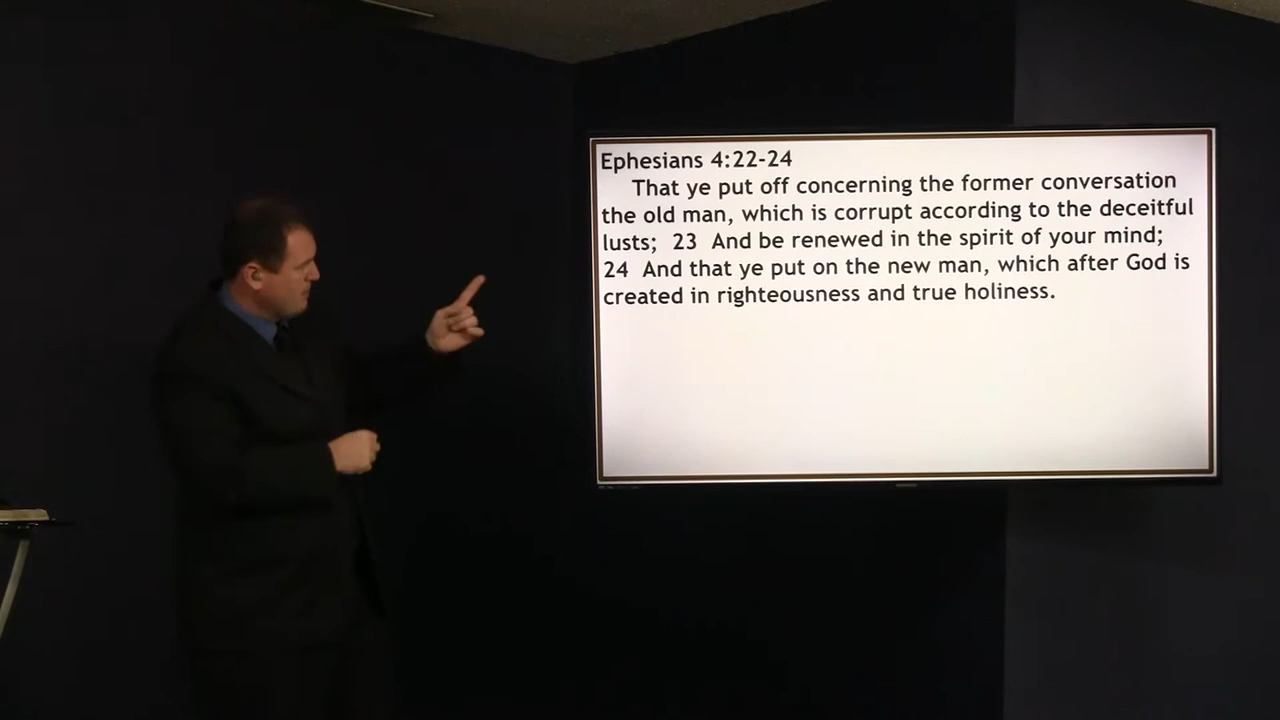 Ephesians 4:22-24
That ye put off concerning the former conversation
the old man, which is corrupt according to the deceitful
lusts; 23 And be renewed in the spirit of your mind;
24 And that ye put on the new man, which after God is
created in righteousness and true holiness.